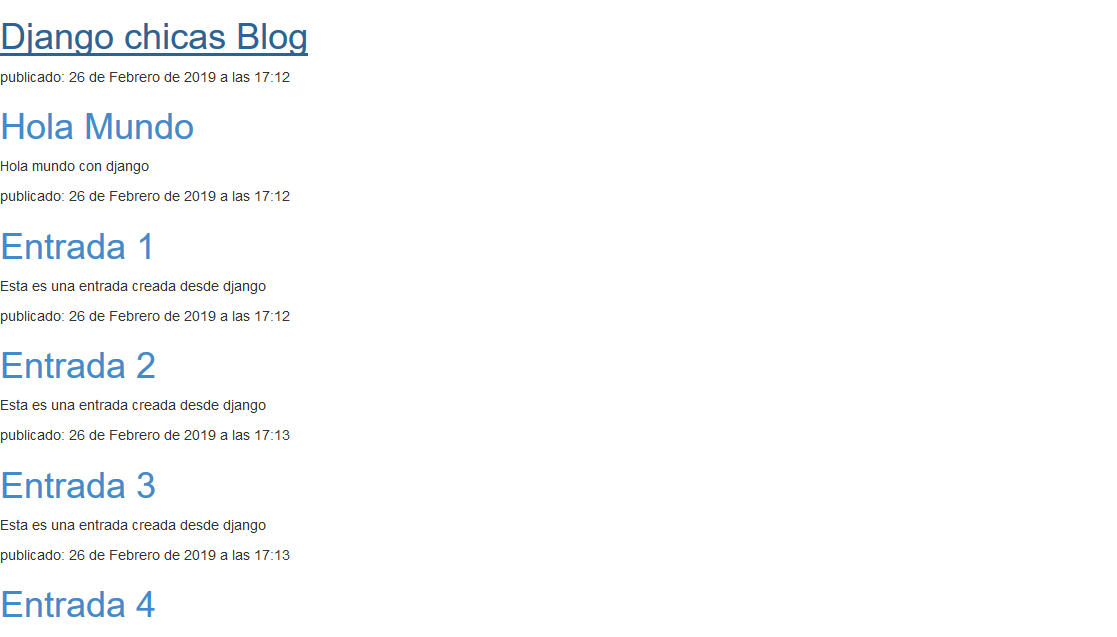 Django chicas Blog
publicado: 26 de Febrero de 2019 a las 17:12
Hola Mundo
Hola mundo con django
publicado: 26 de Febrero de 2019 a las 17:12
Entrada 1
Esta es una entrada creada desde django
publicado: 26 de Febrero de 2019 a las 17:12
Entrada 2
Esta es una entrada creada desde django
publicado: 26 de Febrero de 2019 a las 17:13
Entrada 3
Esta es una entrada creada desde django
publicado: 26 de Febrero de 2019 a las 17:13
Entrada 4